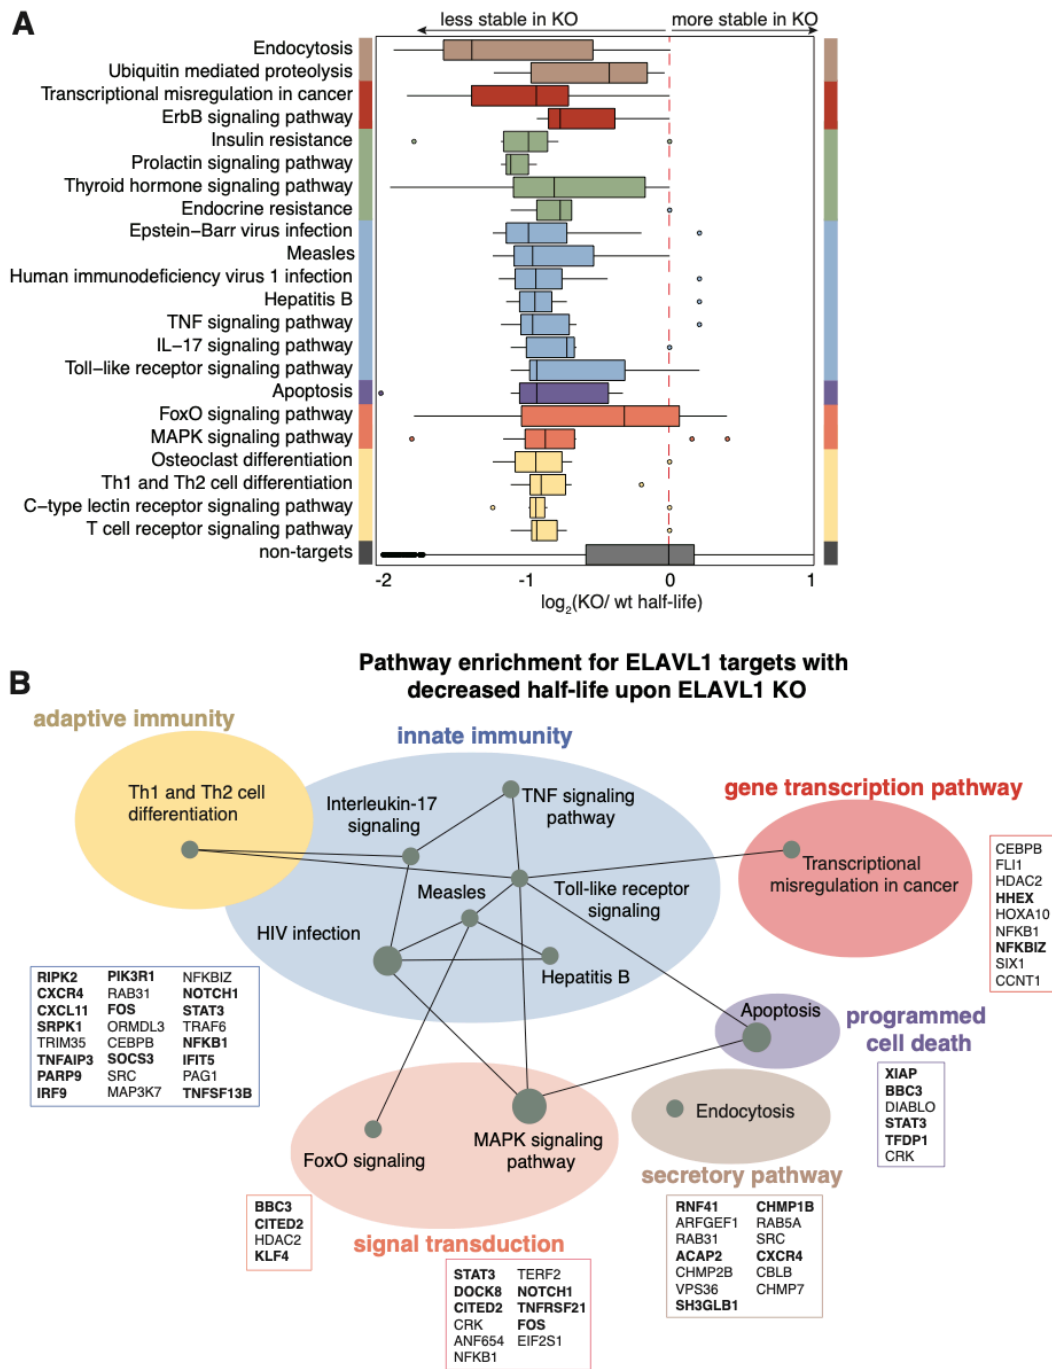 A
less stable in KO
more stable in KO
Endocytosis
Ubiquitin mediated proteolysis
Transcriptional misregulation in cancer
ErbB signaling pathway
Insulin resistance
Prolactin signaling pathway
Thyroid hormone signaling pathway
Endocrine resistance
Epstein−Barr virus infection
Measles
Human immunodeficiency virus 1 infection
Hepatitis B
TNF signaling pathway
IL−17 signaling pathway
Toll−like receptor signaling pathway
Apoptosis
FoxO signaling pathway
MAPK signaling pathway
Osteoclast differentiation
Th1 and Th2 cell differentiation
C−type lectin receptor signaling pathway
T cell receptor signaling pathway
non-targets
-2 -1 0 1
log2(KO/ wt half-life)
B
Pathway enrichment for ELAVL1 targets with
decreased half-life upon ELAVL1 KO
adaptive immunity
innate immunity
gene transcription pathway
Th1 and Th2 cell
differentiation
Interleukin-17
signaling
TNF signaling
pathway
Measles
Toll-like receptor
signaling
HIV infection
Hepatitis B
Transcriptional
misregulation in cancer
CEBPB
FLI1
HDAC2
HHEX
HOXA10
NFKB1
NFKBIZ
SIX1
CCNT1
RIPK2 PIK3R1 NFKBIZ
CXCR4 RAB31 NOTCH1
CXCL11 FOS STAT3
SRPK1 ORMDL3 TRAF6
TRIM35 CEBPB NFKB1
TNFAIP3 SOCS3 IFIT5
PARP9 SRC PAG1
IRF9 MAP3K7 TNFSF13B
Apoptosis
programmed
cell death
XIAP
BBC3
DIABLO
STAT3
TFDP1
CRK
Endocytosis
secretory pathway
RNF41 CHMP1B
ARFGEF1 RAB5A
RAB31 SRC
ACAP2 CXCR4
CHMP2B CBLB
VPS36 CHMP7
SH3GLB1
FoxO signaling
MAPK signaling
pathway
signal transduction
BBC3
CITED2
HDAC2
KLF4
STAT3 TERF2
DOCK8 NOTCH1
CITED2 TNFRSF21
CRK FOS
ANF654 EIF2S1
NFKB1